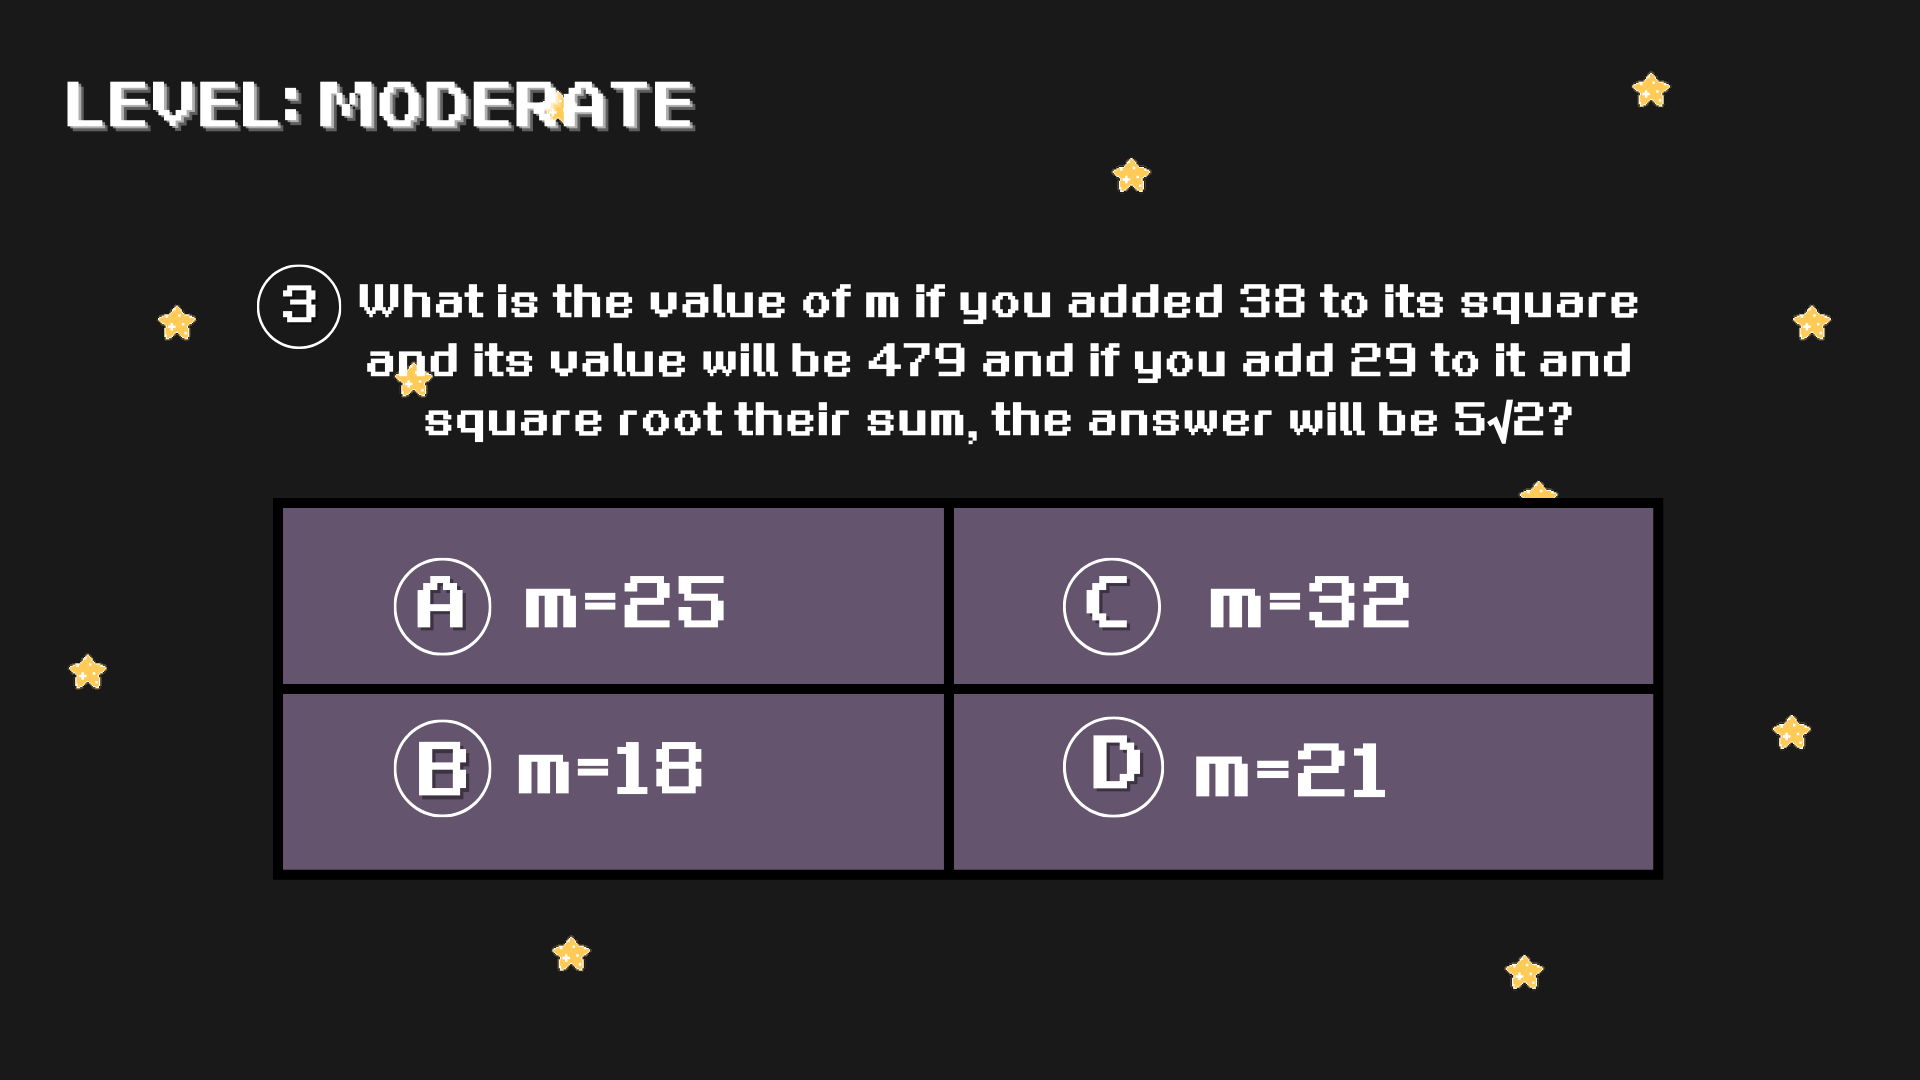 LEVEL: MODERATE
3 What is the value of m if you added 38 to its square
and its value will be 479 and if you add 29 to it and
square root their sum, the answer will be 5√2?
A m=25
C m=32
B m=18
D m=21